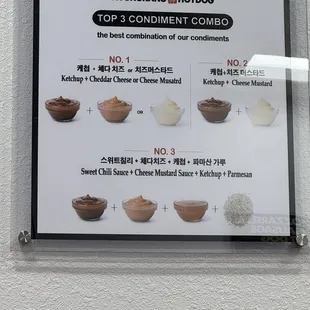 HOTDOG
TOP 3 CONDIMENT COMBO
the best combination of our condiments
NO. 1
케첩 + 체다 치즈 or 치즈머스타드
Ketchup + Cheddar Cheese or Cheese Musatrd
+ OR
NO. 2
케첩+치즈 머스타드
Ketchup + Cheese Mustard
+
NO. 3
스위트칠리 + 체다치즈 + 케첩 + 파마산 가루
Sweet Chili Sauce + Cheese Mustard Sauce + Ketchup + Parmesan
+ + +